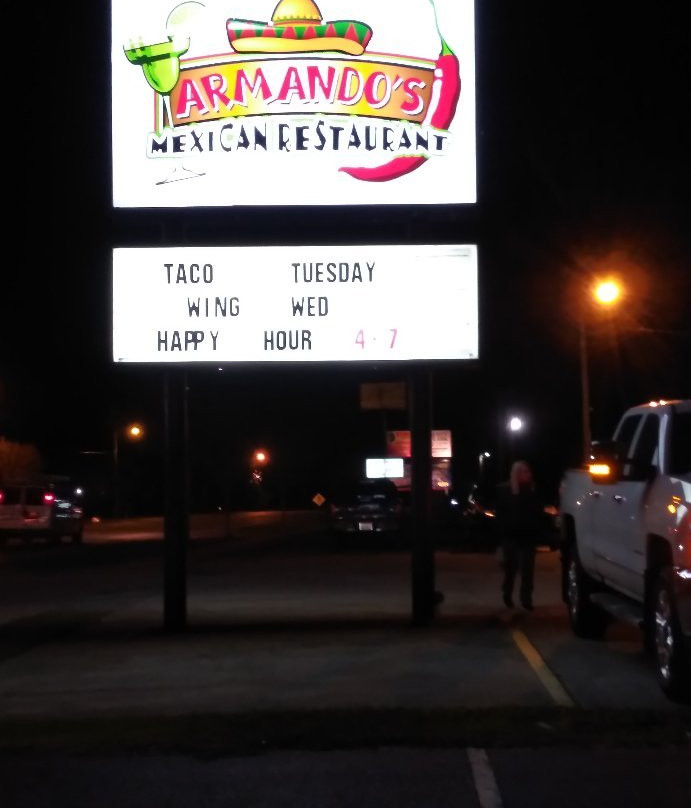 ARMANDO'S
MEXICAN RESTAURANT
TACO TUESDAY
WING WED
HAPPY HOUR 4-7